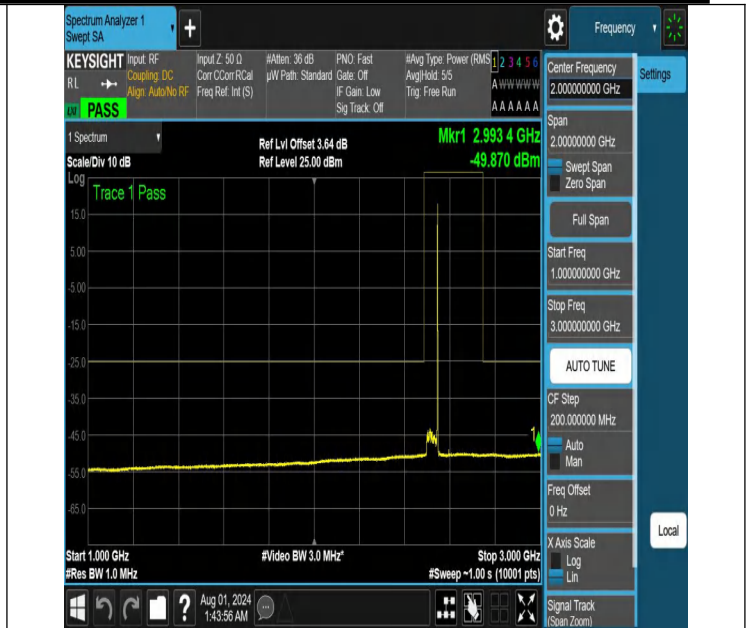 Spectrum Analyzer 1
Swept SA
+
Frequency
KEYSIGHT
RL
LXI
PASS
Input: RF
Coupling: DC
Align: Auto/No RF
Input Z: 50 Ω
Corr CCorr RCal
Freq Ref: Int (S)
#Atten: 36 dB
µW Path: Standard
PNO: Fast
Gate: Off
IF Gain: Low
Sig Track: Off
#Avg Type: Power (RMS
Avg|Hold: 5/5
Trig: Free Run
1 2 3 4 5 6
A W W W W W
A A A A A A
1 Spectrum
Scale/Div 10 dB
Ref Lvl Offset 3.64 dB
Ref Level 25.00 dBm
Mkr1 2.993 4 GHz
-49.870 dBm
Log
Trace 1 Pass
15.0
5.00
-5.00
-15.0
-25.0
-35.0
-45.0
-55.0
-65.0
1
Start 1.000 GHz
#Res BW 1.0 MHz
#Video BW 3.0 MHz*
Stop 3.000 GHz
#Sweep ~1.00 s (10001 pts)
Center Frequency
2.000000000 GHz
Settings
Span
2.00000000 GHz
Swept Span
Zero Span
Full Span
Start Freq
1.000000000 GHz
Stop Freq
3.000000000 GHz
AUTO TUNE
CF Step
200.000000 MHz
Auto
Man
Freq Offset
0 Hz
Local
X Axis Scale
Log
Lin
Signal Track
(Span Zoom)
?
Aug 01, 2024
1:43:56 AM